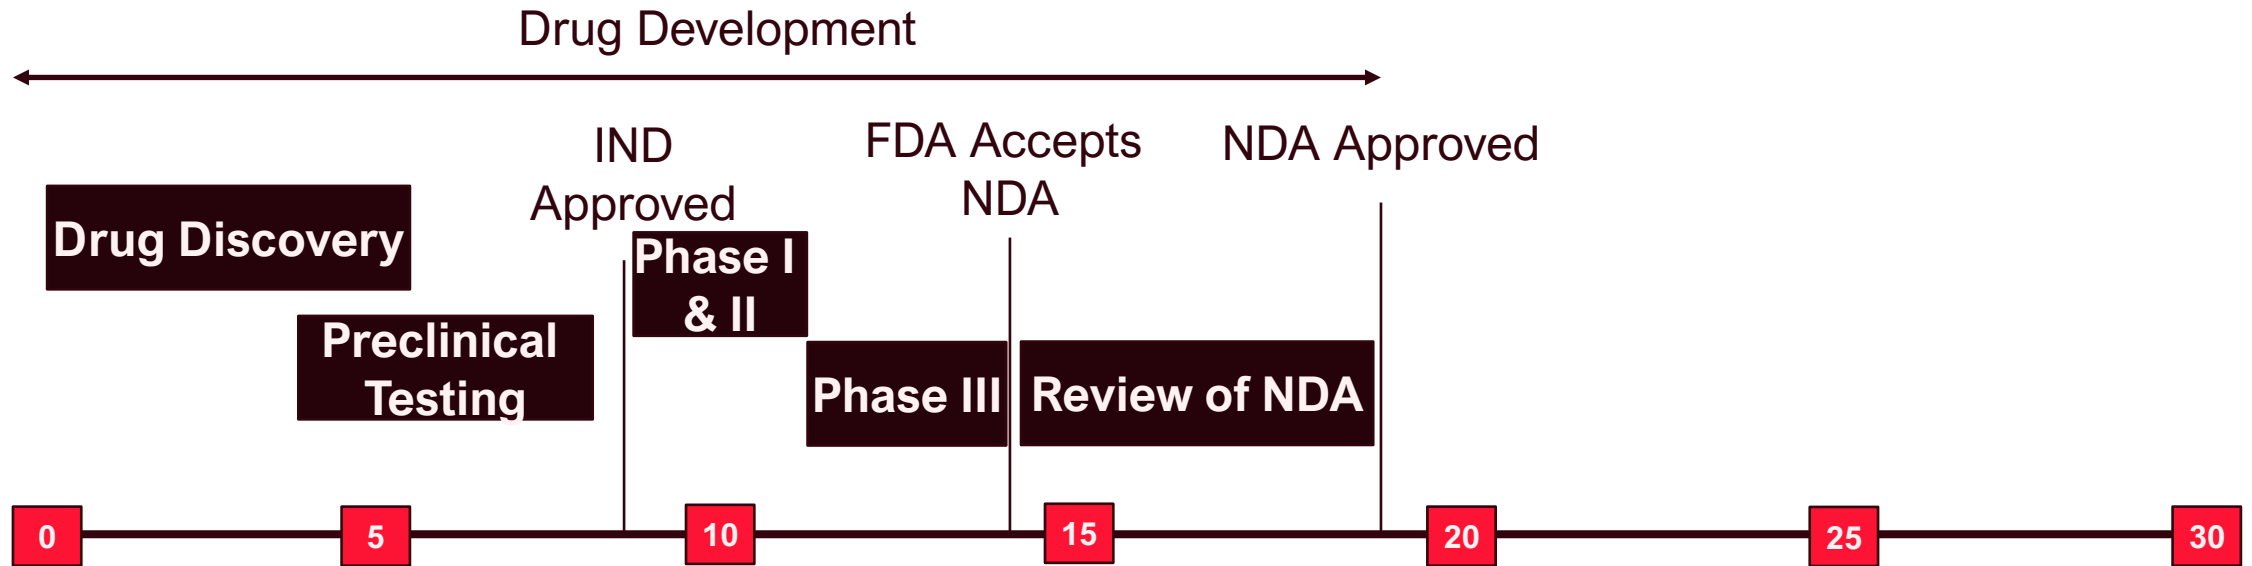 Drug Development
IND
Approved
FDA Accepts
NDA
NDA Approved
Drug Discovery
Preclinical
Testing
Phase I
& II
Phase III
Review of NDA
0
5
10
15
20
25
30